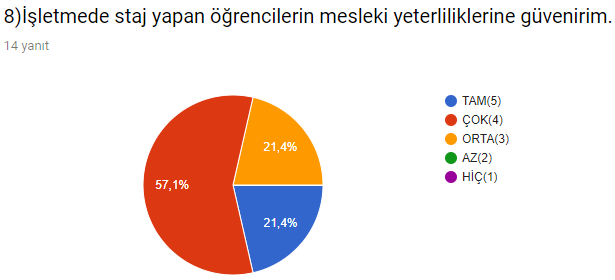 8)İşletmede staj yapan öğrencilerin mesleki yeterliliklerine güvenirim.
14 yanıt
TAM(5)
ÇOK(4)
ORTA(3)
AZ(2)
HİÇ(1)
21,4%
57,1%
21,4%